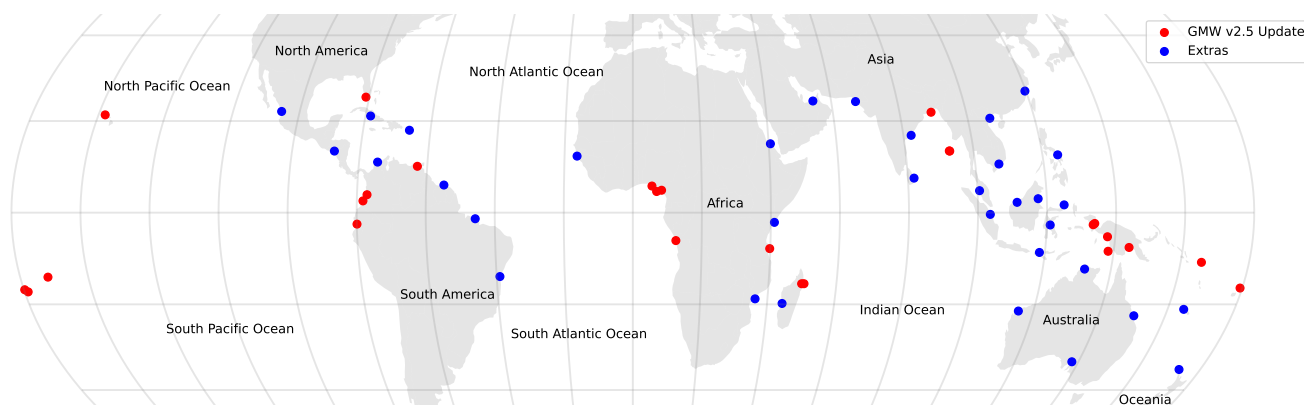 GMW v2.5 Update
Extras
North America
Asia
North Atlantic Ocean
North Pacific Ocean
Africa
South America
Indian Ocean
Australia
South Pacific Ocean
South Atlantic Ocean
Oceania